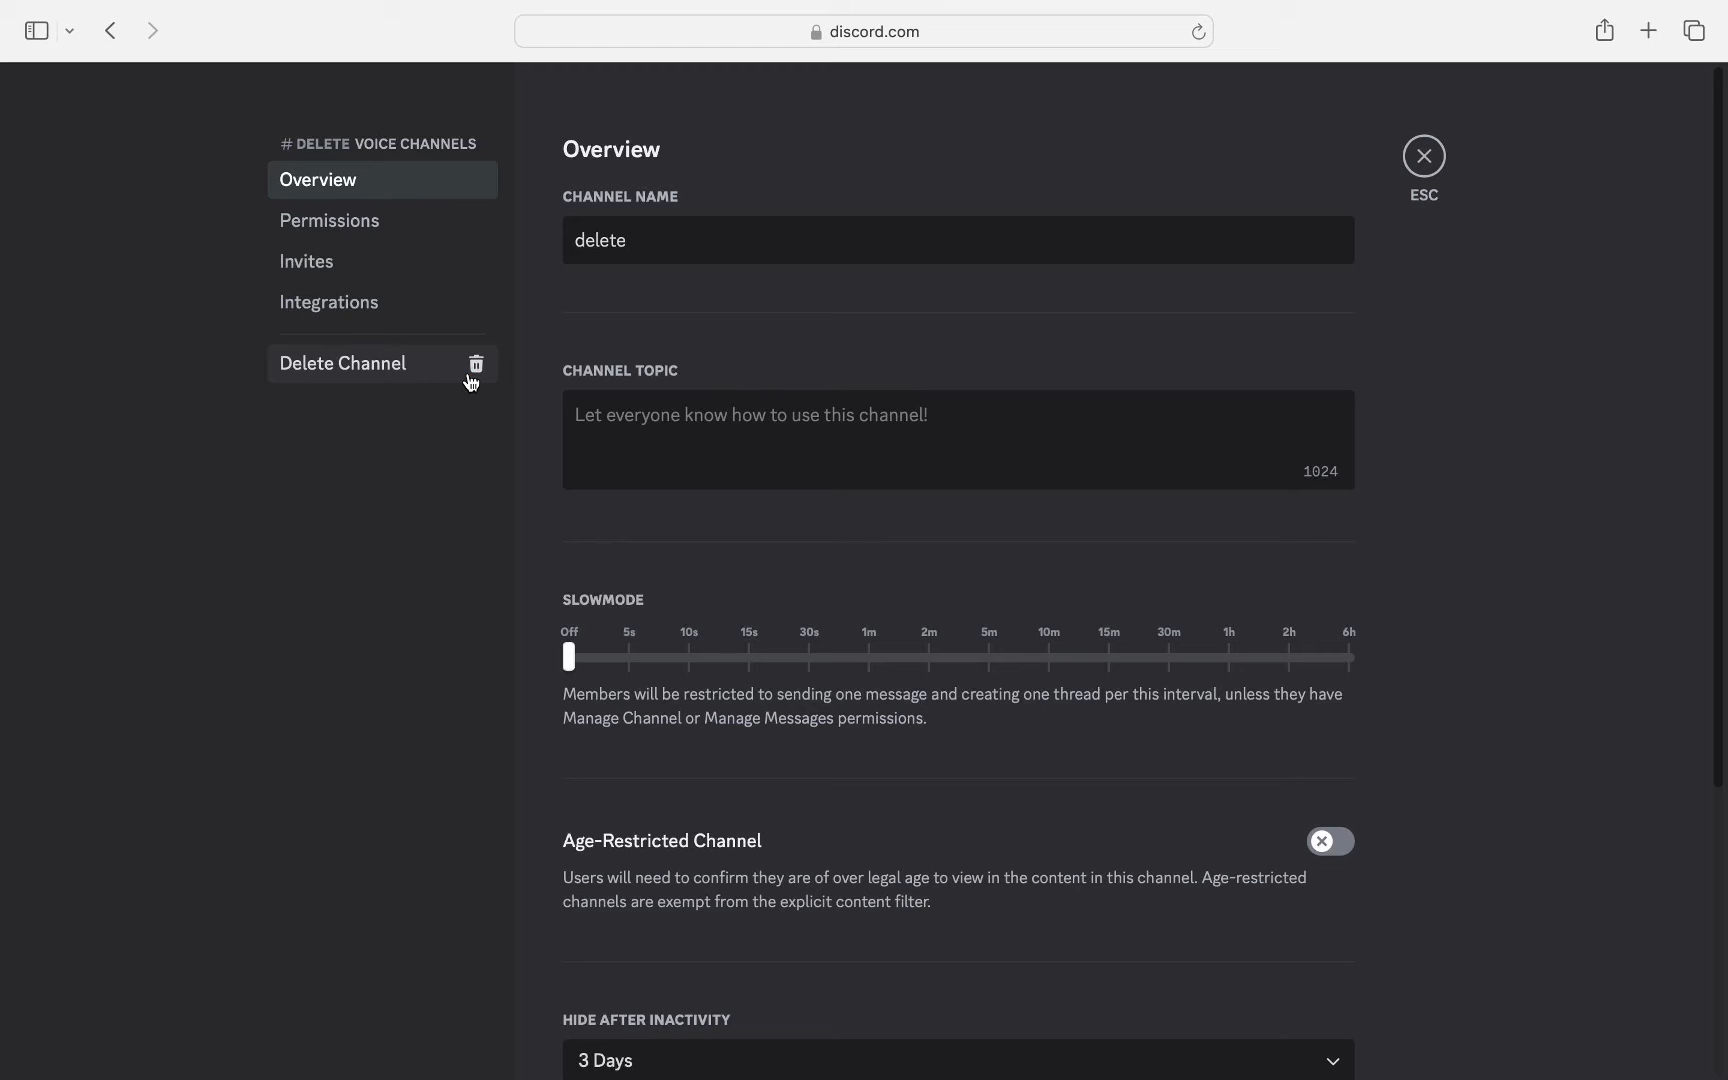 discord.com
# DELETE VOICE CHANNELS
Overview
Permissions
Invites
Integrations
Delete Channel
Overview
ESC
CHANNEL NAME
delete
CHANNEL TOPIC
Let everyone know how to use this channel!
1024
SLOWMODE
Off 5s 10s 15s 30s 1m 2m 5m 10m 15m 30m 1h 2h 6h
Members will be restricted to sending one message and creating one thread per this interval, unless they have
Manage Channel or Manage Messages permissions.
Age-Restricted Channel
Users will need to confirm they are of over legal age to view in the content in this channel. Age-restricted
channels are exempt from the explicit content filter.
HIDE AFTER INACTIVITY
3 Days